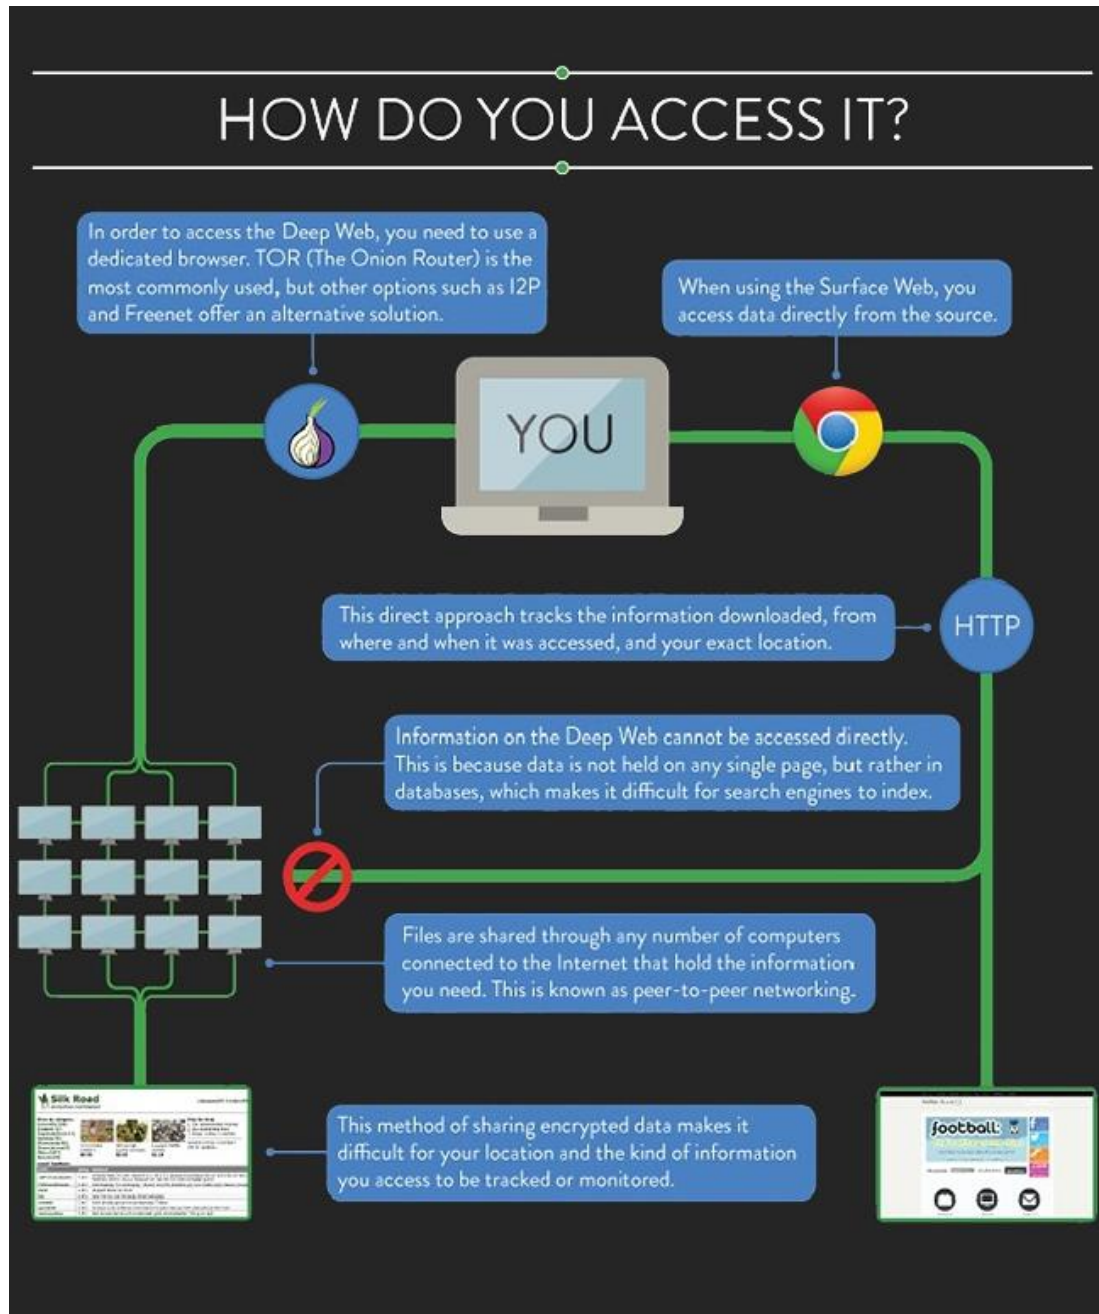 HOW DO YOU ACCESS IT?
In order to access the Deep Web, you need to use a
dedicated browser. TOR (The Onion Router) is the
most commonly used, but other options such as I2P
and Freenet offer an alternative solution.
When using the Surface Web, you
access data directly from the source.
YOU
This direct approach tracks the information downloaded, from
where and when it was accessed, and your exact location.
HTTP
Information on the Deep Web cannot be accessed directly.
This is because data is not held on any single page, but rather in
databases, which makes it difficult for search engines to index.
Files are shared through any number of computers
connected to the Internet that hold the information
you need. This is known as peer-to-peer networking.
Silk Road
football:
This method of sharing encrypted data makes it
difficult for your location and the kind of information
you access to be tracked or monitored.